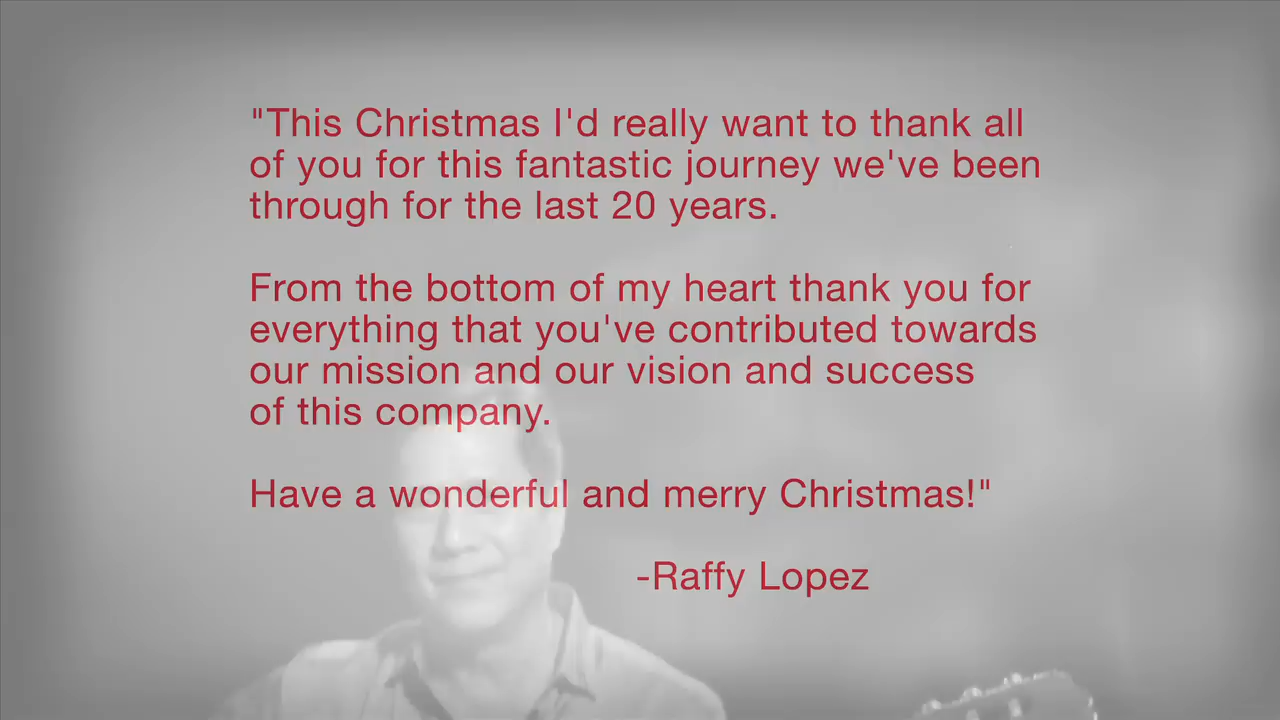 "This Christmas I'd really want to thank all
of you for this fantastic journey we've been
through for the last 20 years.
From the bottom of my heart thank you for
everything that you've contributed towards
our mission and our vision and success
of this company.
Have a wonderful and merry Christmas!"
-Raffy Lopez